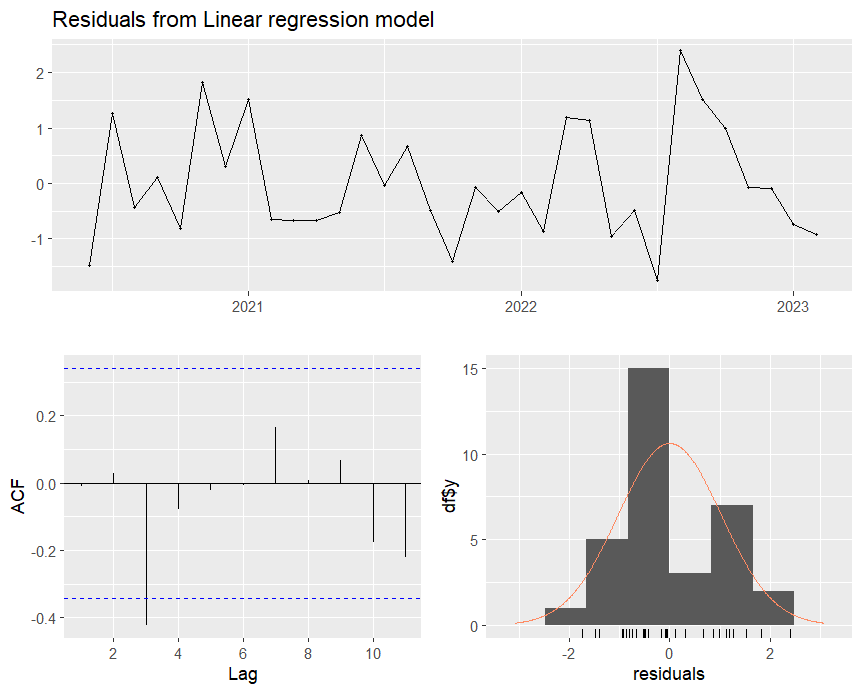 Residuals from Linear regression model
2
1
0
-1
2021 2022 2023
ACF
0.2
0.0
-0.2
-0.4
2 4 6 8 10
Lag
df$y
15
10
5
0
-2 0 2
residuals